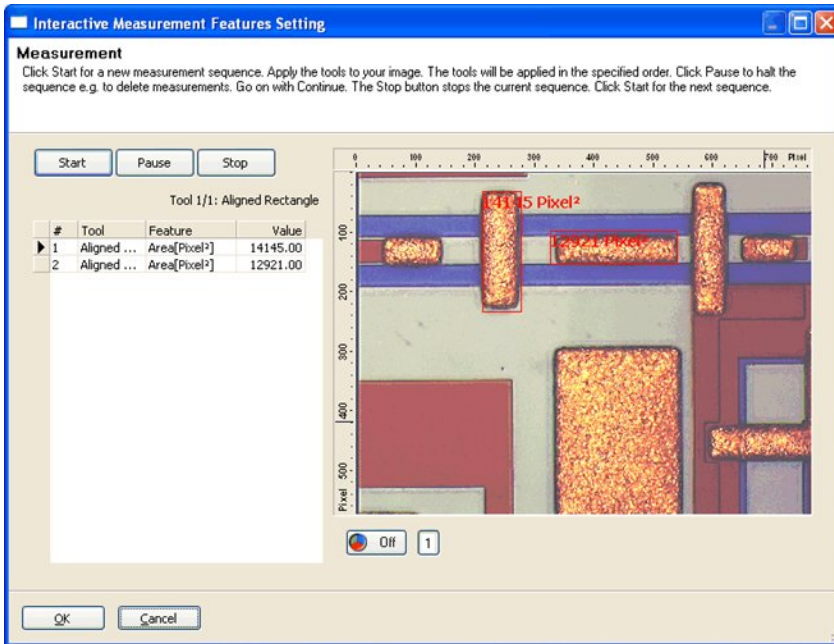 Interactive Measurement Features Setting
Measurement
Click Start for a new measurement sequence. Apply the tools to your image. The tools will be applied in the specified order. Click Pause to halt the
sequence e.g. to delete measurements. Go on with Continue. The Stop button stops the current sequence. Click Start for the next sequence.
Start Pause Stop
Tool 1/1: Aligned Rectangle
# Tool Feature Value
1 Aligned ... Area[Pixel²] 14145.00
2 Aligned ... Area[Pixel²] 12921.00
0 100 200 300 400 500 600 700 Pixel
100
200
300
400
500
Pixel
14145 Pixel²
12921 Pixel²
Off 1
OK Cancel